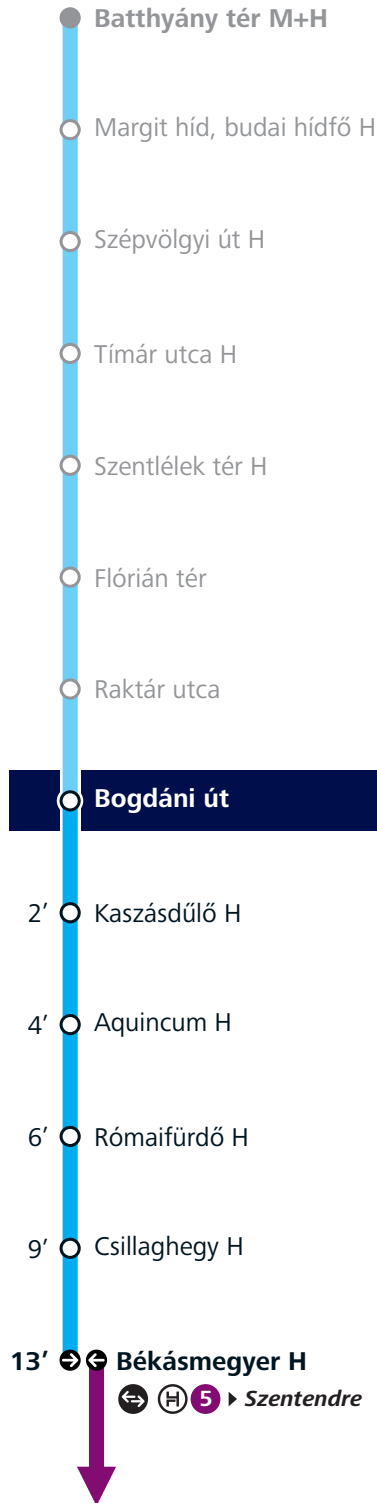 Batthyány tér M+H
Margit híd, budai hídfő H
Szépvölgyi út H
Tímár utca H
Szentlélek tér H
Flórián tér
Raktár utca
Bogdáni út
2’ Kaszásdűlő H
4’ Aquincum H
6’ Rómaifürdő H
9’ Csillaghegy H
13’ Békásmegyer H
H 5 Szentendre